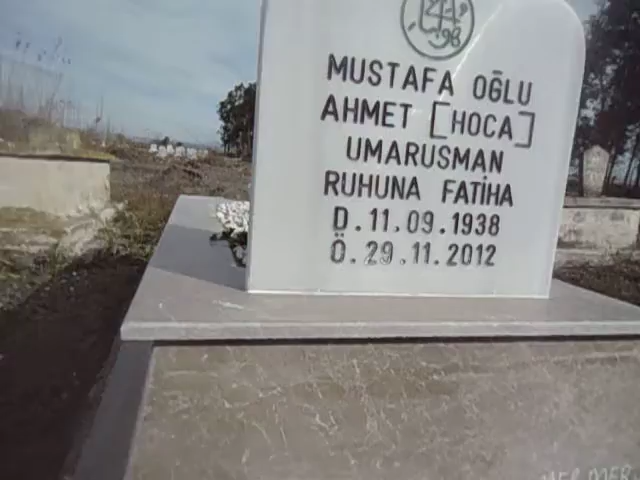 MUSTAFA OĞLU
AHMET [HOCA]
UMARUSMAN
RUHUNA FATİHA
D.11.09.1938
Ö.29.11.2012